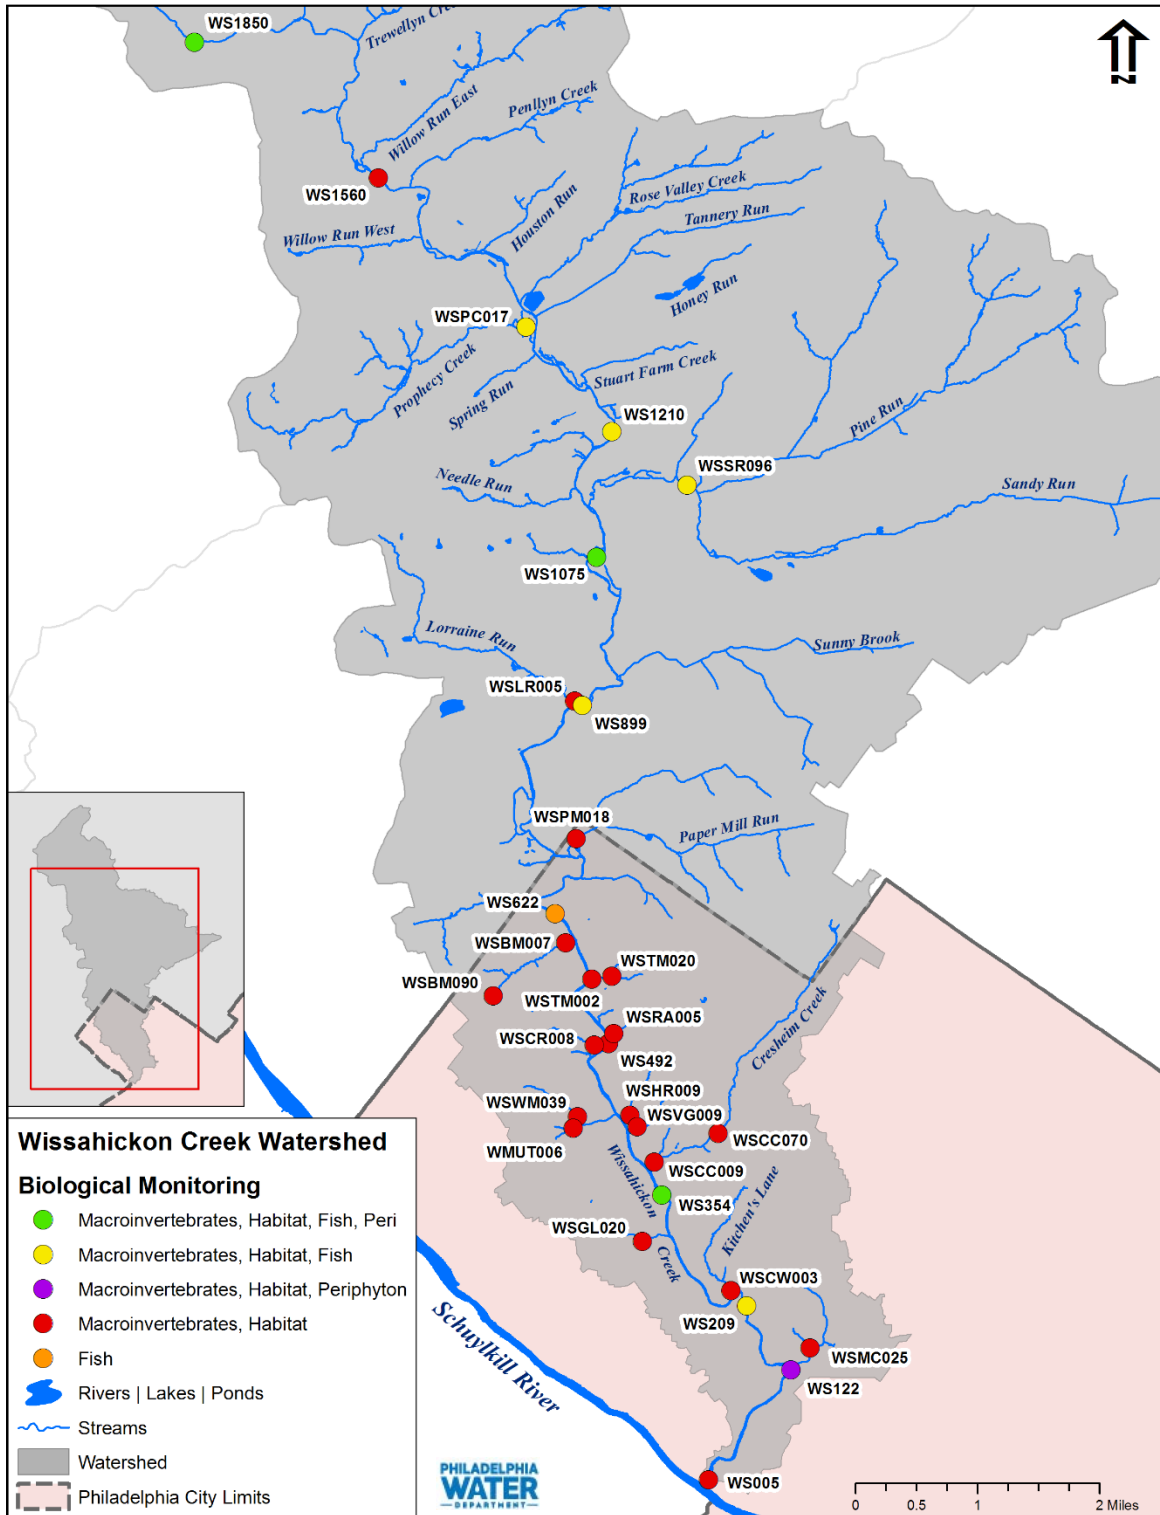 WS1850
Trewellyn Creek
N
Willow Run East
Penllyn Creek
WS1560
Rose Valley Creek
Houston Run
Tannery Run
Willow Run West
Honey Run
WSPC017
Stuart Farm Creek
Prophecy Creek
Spring Run
WS1210
Pine Run
WSSR096
Needle Run
Sandy Run
WS1075
Lorraine Run
Sunny Brook
WSLR005
WS899
WSPM018
Paper Mill Run
WS622
WSBM007
WSTM020
WSBM090
WSTM002
WSRA005
WSCR008
Cresheim Creek
WS492
WSHR009
WSWM039
WSVG009
WSCC070
WMUT006
WSCC009
Wissahickon
Creek
WS354
Kitchen's Lane
WSGL020
WSCW003
WS209
WSMC025
WS122
Schuylkill River
WS005
Wissahickon Creek Watershed
Biological Monitoring
Macroinvertebrates, Habitat, Fish, Peri
Macroinvertebrates, Habitat, Fish
Macroinvertebrates, Habitat, Periphyton
Macroinvertebrates, Habitat
Fish
Rivers | Lakes | Ponds
Streams
Watershed
Philadelphia City Limits
PHILADELPHIA
WATER
DEPARTMENT
0 0.5 1 2 Miles